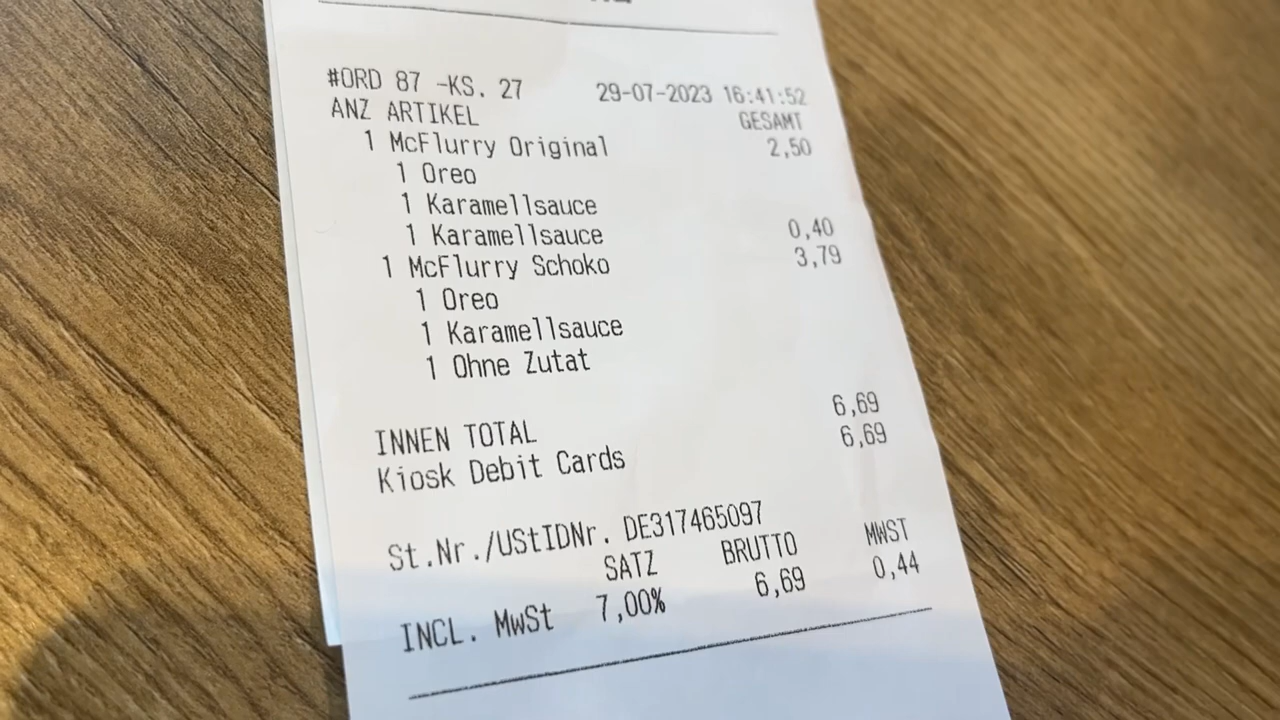 #ORD 87 -KS. 27 29-07-2023 16:41:52
ANZ ARTIKEL GESAMT
1 McFlurry Original 2,50
1 Oreo
1 Karamellsauce
1 Karamellsauce 0,40
1 McFlurry Schoko 3,79
1 Oreo
1 Karamellsauce
1 Ohne Zutat
INNEN TOTAL 6,69
Kiosk Debit Cards 6,69
St.Nr./UStIDNr. DE317465097
SATZ BRUTTO MWST
INCL. MwSt 7,00% 6,69 0,44